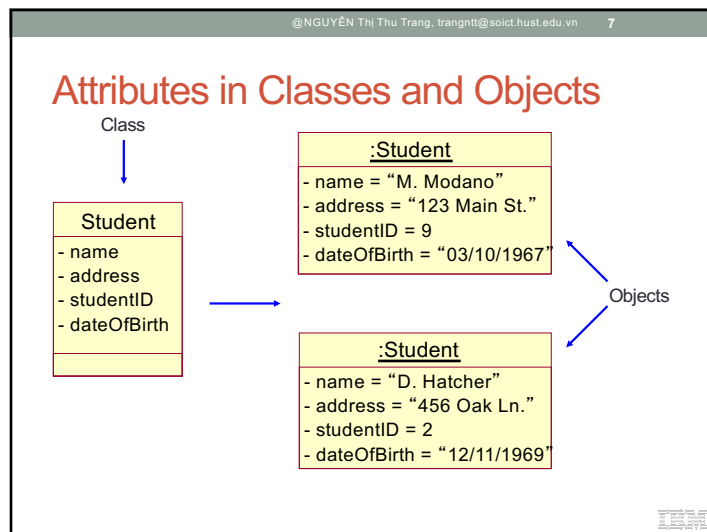 @NGUYỄN Thị Thu Trang, trangntt@soict.hust.edu.vn 7
Attributes in Classes and Objects
Class
Student
- name
- address
- studentID
- dateOfBirth
:Student
- name = “M. Modano”
- address = “123 Main St.”
- studentID = 9
- dateOfBirth = “03/10/1967”
Objects
:Student
- name = “D. Hatcher”
- address = “456 Oak Ln.”
- studentID = 2
- dateOfBirth = “12/11/1969”
IBM